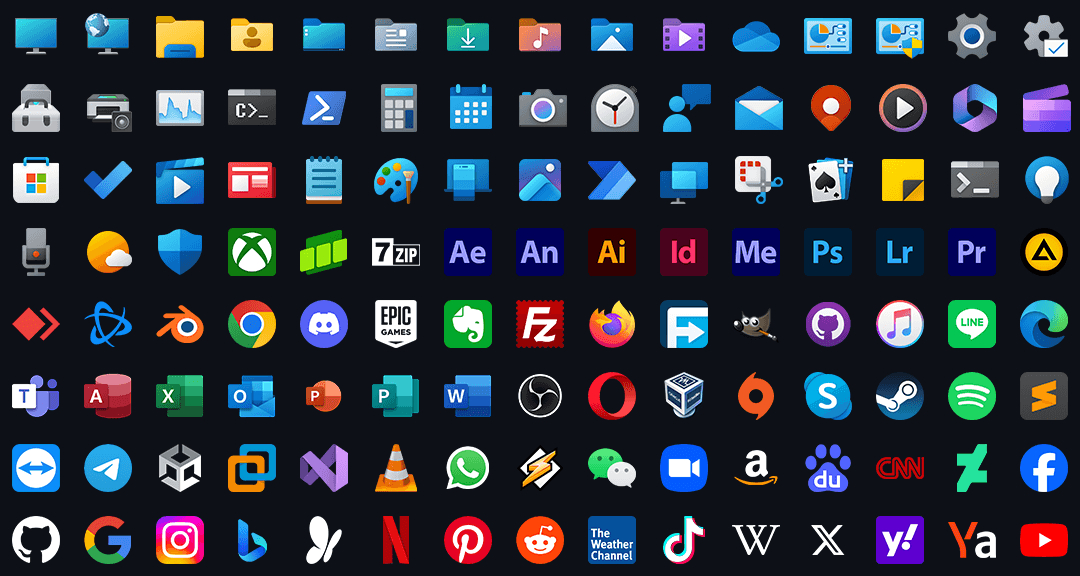 C>_
7ZIP
Ae
An
Ai
Id
Me
Ps
Lr
Pr
EPIC
GAMES
Fz
LINE
T
A
X
O
P
P
W
S
a
du
CNN
f
G
N
The
Weather
Channel
W
X
y!
Ya